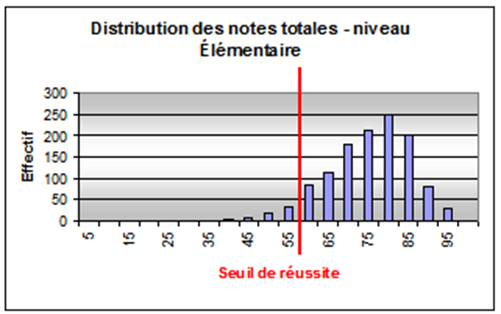 Distribution des notes totales - niveau
Élémentaire
Effectif
300
250
200
150
100
50
0
5 15 25 35 45 55 65 75 85 95
Seuil de réussite